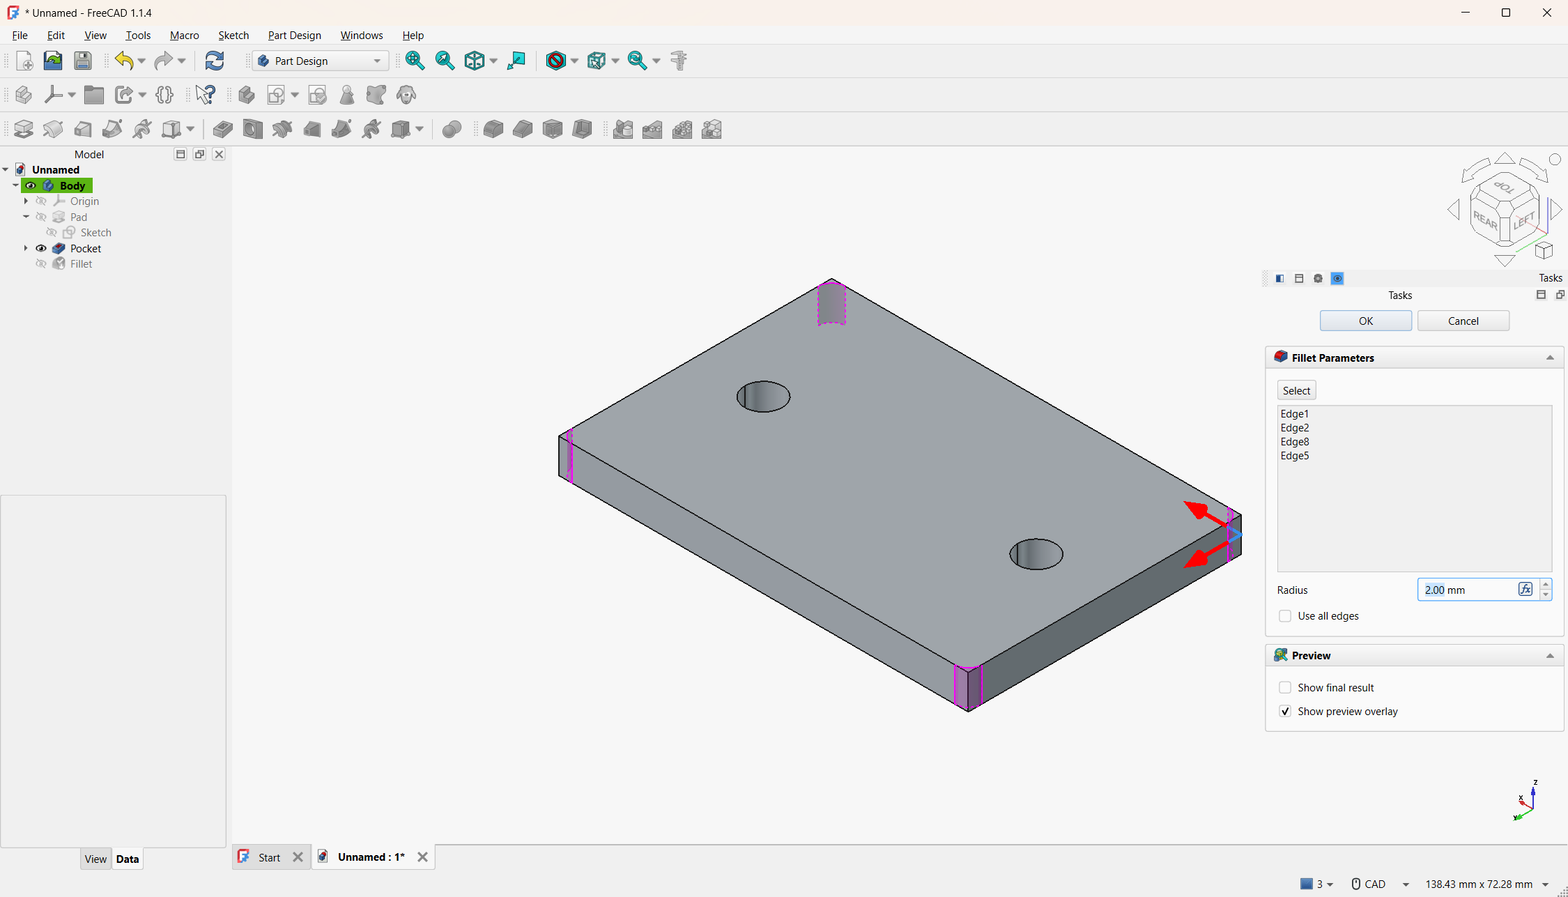 * Unnamed - FreeCAD 1.1.4
File Edit View Tools Macro Sketch Part Design Windows Help
Part Design
Model
Unnamed
Body
Origin
Pad
Sketch
Pocket
Fillet
TOP
REAR
LEFT
Tasks
Tasks
OK
Cancel
Fillet Parameters
Select
Edge1
Edge2
Edge8
Edge5
Radius
2.00 mm
Use all edges
Preview
Show final result
Show preview overlay
z
x
y
View
Data
Start
Unnamed : 1*
3
CAD
138.43 mm x 72.28 mm